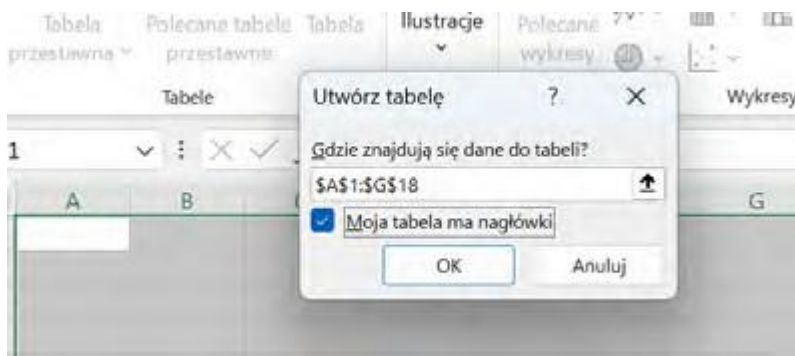 Tabela
przestawna
Polecane tabele
przestawne
Tabela
Ilustracje
Polecane
wykresy
Tabele
Wykresy
Utwórz tabelę
?
Gdzie znajdują się dane do tabeli?
$A$1:$G$18
Moja tabela ma nagłówki
OK
Anuluj
1
A
B
G